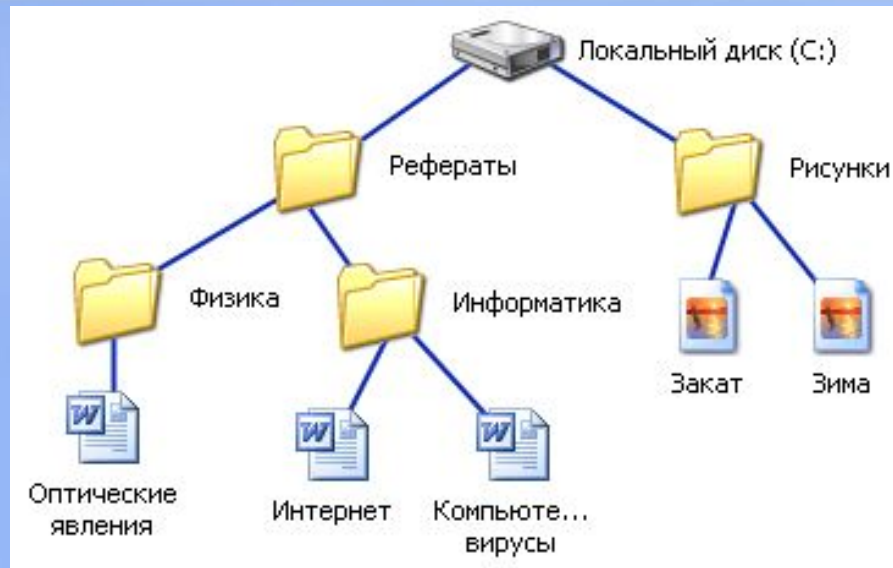 Локальный диск (C:)
Рефераты
Рисунки
Физика
Информатика
Закат
Зима
Оптические
явления
Интернет
Компьюте...
вирусы